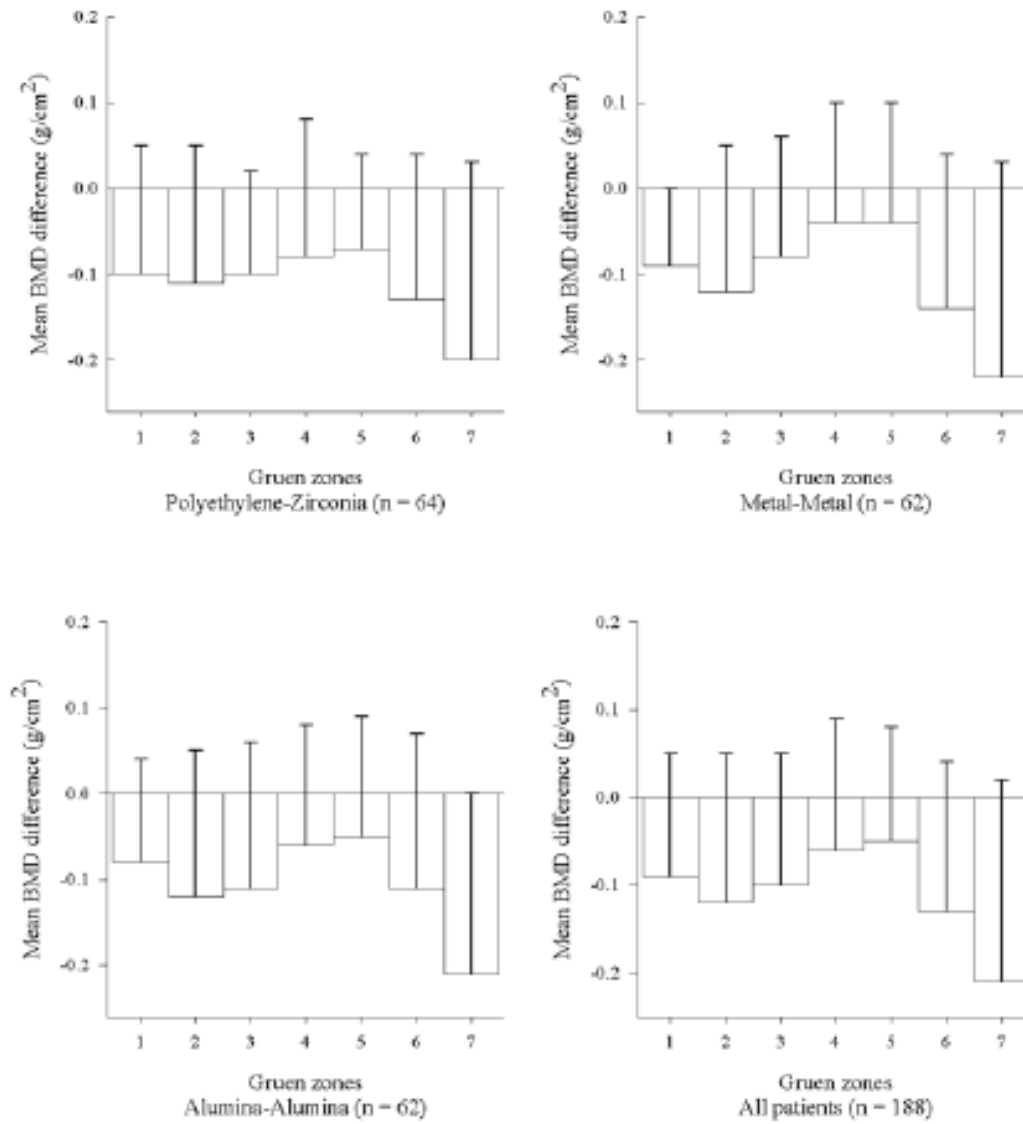 0.2
0.1
0.0
-0.1
-0.2
Mean BMD difference (g/cm²)
1 2 3 4 5 6 7
Gruen zones
Polyethylene-Zirconia (n = 64)
0.2
0.1
0.0
-0.1
-0.2
Mean BMD difference (g/cm²)
1 2 3 4 5 6 7
Gruen zones
Metal-Metal (n = 62)
0.2
0.1
0.0
-0.1
-0.2
Mean BMD difference (g/cm²)
1 2 3 4 5 6 7
Gruen zones
Alumina-Alumina (n = 62)
0.2
0.1
0.0
-0.1
-0.2
Mean BMD difference (g/cm²)
1 2 3 4 5 6 7
Gruen zones
All patients (n = 188)